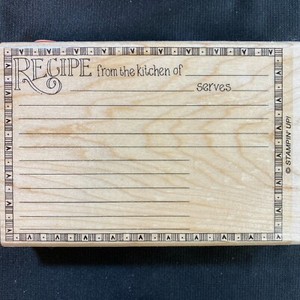 RECIPE from the kitchen of
serves
© STAMPIN' UP!